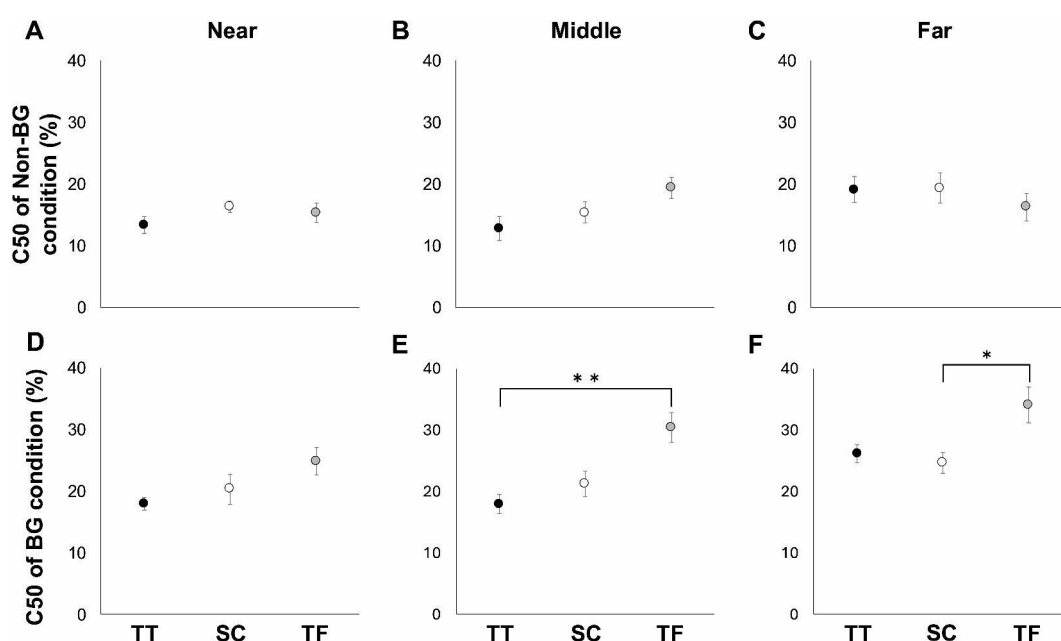 A Near B Middle C Far
C50 of Non-BG
condition (%)
40 40 40
30 30 30
20 20 20
10 10 10
0 0 0
D E F
C50 of BG condition (%)
40 40 40
* * *
30 30 30
20 20 20
10 10 10
0 0 0
TT SC TF TT SC TF TT SC TF